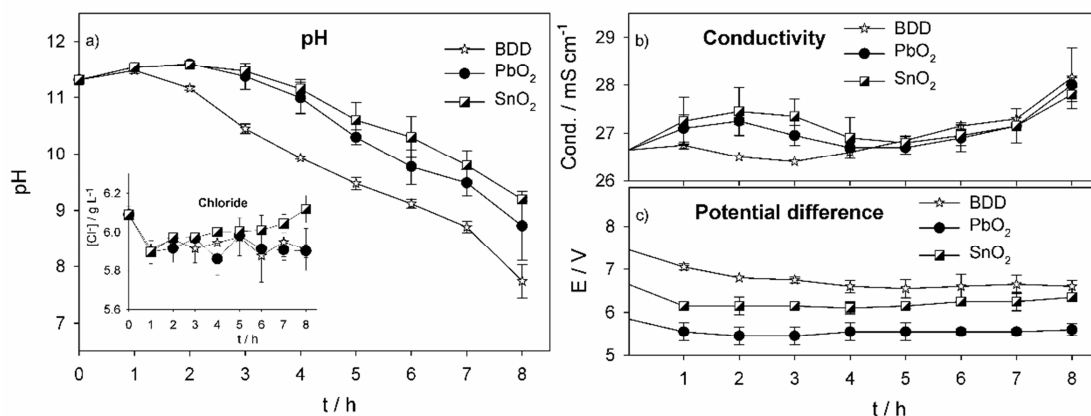 a)
pH
BDD
PbO₂
SnO₂
12
11
10
9
8
7
pH
0 1 2 3 4 5 6 7 8
t / h
Chloride
[Cl-] / g L-1
6.2
6.0
5.8
5.6
0 1 2 3 4 5 6 7 8
t / h
b)
Conductivity
BDD
PbO₂
SnO₂
29
28
27
26
Cond. / mS cm⁻¹
c)
Potential difference
BDD
PbO₂
SnO₂
8
7
6
5
E / V
1 2 3 4 5 6 7 8
t / h